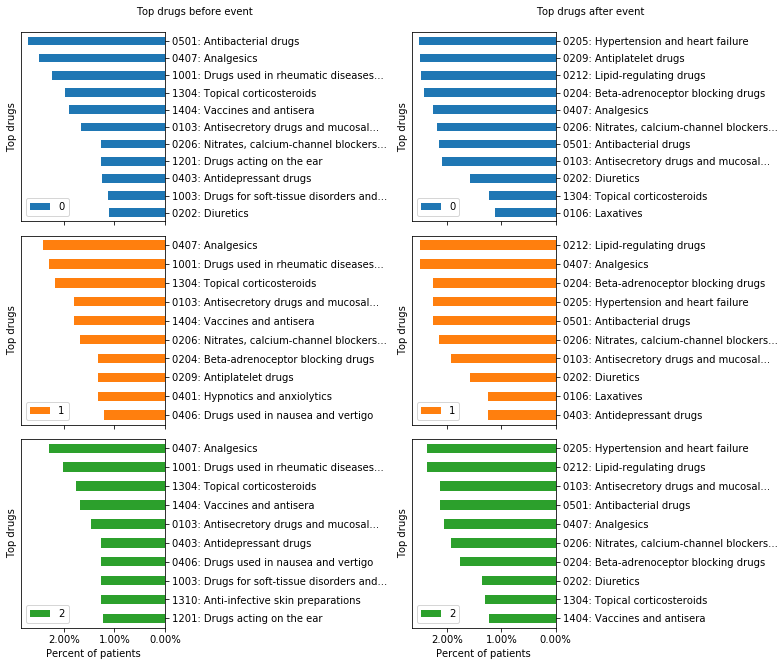 Top drugs before event
Top drugs
0501: Antibacterial drugs
0407: Analgesics
1001: Drugs used in rheumatic diseases...
1304: Topical corticosteroids
1404: Vaccines and antisera
0103: Antisecretory drugs and mucosal...
0206: Nitrates, calcium-channel blockers...
1201: Drugs acting on the ear
0403: Antidepressant drugs
1003: Drugs for soft-tissue disorders and...
0202: Diuretics
0
Top drugs
0407: Analgesics
1001: Drugs used in rheumatic diseases...
1304: Topical corticosteroids
0103: Antisecretory drugs and mucosal...
1404: Vaccines and antisera
0206: Nitrates, calcium-channel blockers...
0204: Beta-adrenoceptor blocking drugs
0209: Antiplatelet drugs
0401: Hypnotics and anxiolytics
0406: Drugs used in nausea and vertigo
1
Top drugs
0407: Analgesics
1001: Drugs used in rheumatic diseases...
1304: Topical corticosteroids
1404: Vaccines and antisera
0103: Antisecretory drugs and mucosal...
0403: Antidepressant drugs
0406: Drugs used in nausea and vertigo
1003: Drugs for soft-tissue disorders and...
1310: Anti-infective skin preparations
1201: Drugs acting on the ear
2
2.00% 1.00% 0.00%
Percent of patients
Top drugs after event
Top drugs
0205: Hypertension and heart failure
0209: Antiplatelet drugs
0212: Lipid-regulating drugs
0204: Beta-adrenoceptor blocking drugs
0407: Analgesics
0206: Nitrates, calcium-channel blockers...
0501: Antibacterial drugs
0103: Antisecretory drugs and mucosal...
0202: Diuretics
1304: Topical corticosteroids
0106: Laxatives
0
Top drugs
0212: Lipid-regulating drugs
0407: Analgesics
0204: Beta-adrenoceptor blocking drugs
0205: Hypertension and heart failure
0501: Antibacterial drugs
0206: Nitrates, calcium-channel blockers...
0103: Antisecretory drugs and mucosal...
0202: Diuretics
0106: Laxatives
0403: Antidepressant drugs
1
Top drugs
0205: Hypertension and heart failure
0212: Lipid-regulating drugs
0103: Antisecretory drugs and mucosal...
0501: Antibacterial drugs
0407: Analgesics
0206: Nitrates, calcium-channel blockers...
0204: Beta-adrenoceptor blocking drugs
0202: Diuretics
1304: Topical corticosteroids
1404: Vaccines and antisera
2
2.00% 1.00% 0.00%
Percent of patients